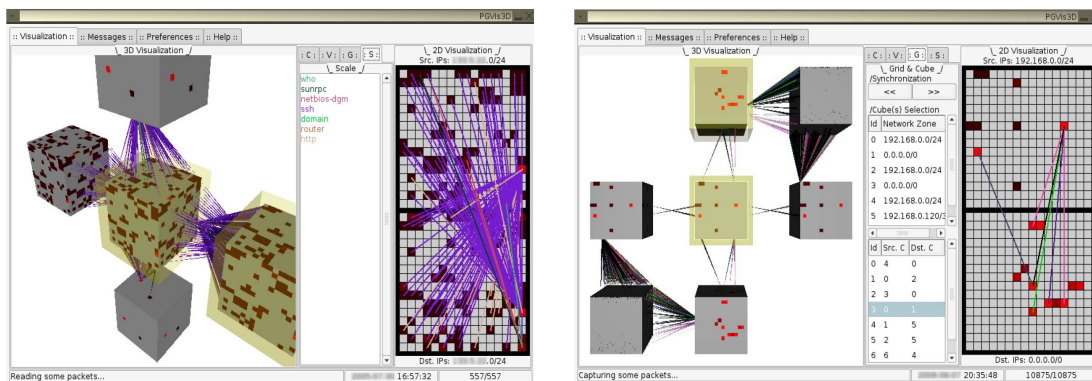 PGVis3D
:: Visualization :: :: Messages :: :: Preferences :: :: Help ::
\_ 3D Visualization _/
: C : : V : : G : : S :
\_ Scale _/
who
sunrpc
netbios-dgm
ssh
domain
router
http
\_ 2D Visualization _/
Src. IPs: .0/24
Dst. IPs: .0/24
Reading some packets...
16:57:32
557/557
PGVis3D
:: Visualization :: :: Messages :: :: Preferences :: :: Help ::
\_ 3D Visualization _/
: C : : V : : G : : S :
\_ Grid & Cube _/
/Synchronization
<< >>
/Cube(s) Selection
Id Network Zone
0 192.168.0.0/24
1 0.0.0.0/0
2 192.168.0.0/24
3 0.0.0.0/0
4 192.168.0.0/24
5 192.168.0.120/3
Id Src. C Dst. C
0 4 0
1 0 2
2 3 0
3 0 1
4 1 5
5 2 5
6 6 4
\_ 2D Visualization _/
Src. IPs: 192.168.0.0/24
Dst. IPs: 0.0.0.0/0
Capturing some packets...
20:35:48
10875/10875